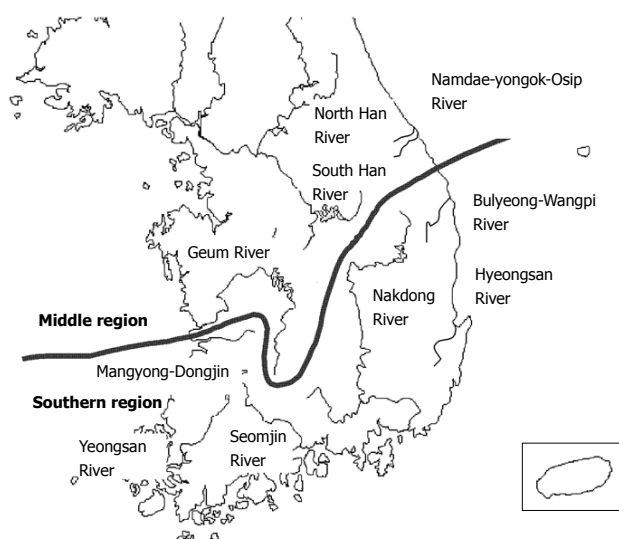 Namdae-yongok-Osip
River
North Han
River
South Han
River
Bulyeong-Wangpi
River
Geum River
Hyeongsan
River
Nakdong
River
Middle region
Mangyong-Dongjin
Southern region
Yeongsan
River
Seomjin
River